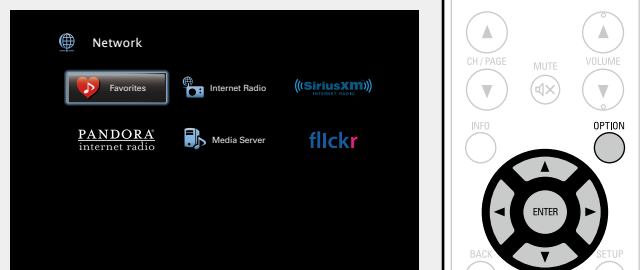 Network
Favorites
Internet Radio
((SiriusXM))
INTERNET RADIO
PANDORA®
internet radio
Media Server
flickr
CH / PAGE
MUTE
VOLUME
INFO
OPTION
ENTER
BACK
SETUP